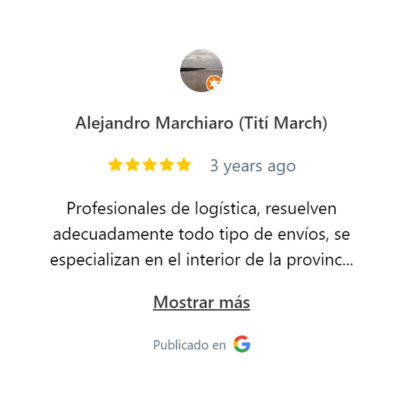 Alejandro Marchiaro (Tití March)
3 years ago
Profesionales de logística, resuelven
adecuadamente todo tipo de envíos, se
especializan en el interior de la provinc...
Mostrar más
Publicado en